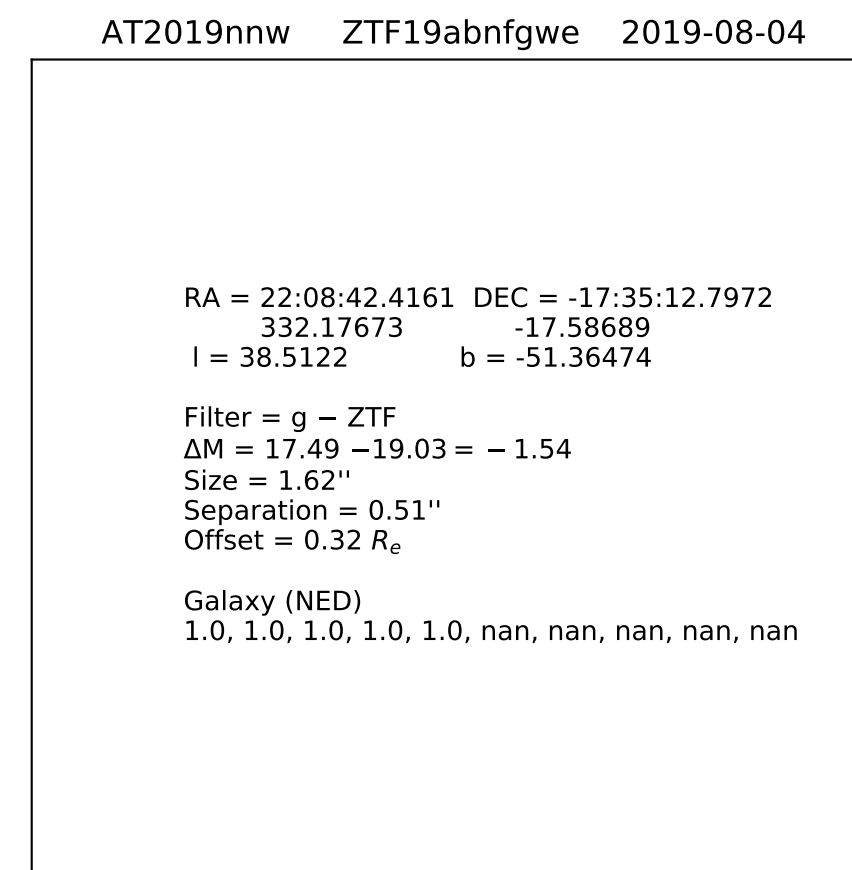 AT2019nnw ZTF19abnfgwe 2019-08-04
RA = 22:08:42.4161 DEC = -17:35:12.7972
332.17673 -17.58689
l = 38.5122 b = -51.36474
Filter = g − ZTF
ΔM = 17.49 −19.03 = − 1.54
Size = 1.62''
Separation = 0.51''
Offset = 0.32 Re
Galaxy (NED)
1.0, 1.0, 1.0, 1.0, 1.0, nan, nan, nan, nan, nan